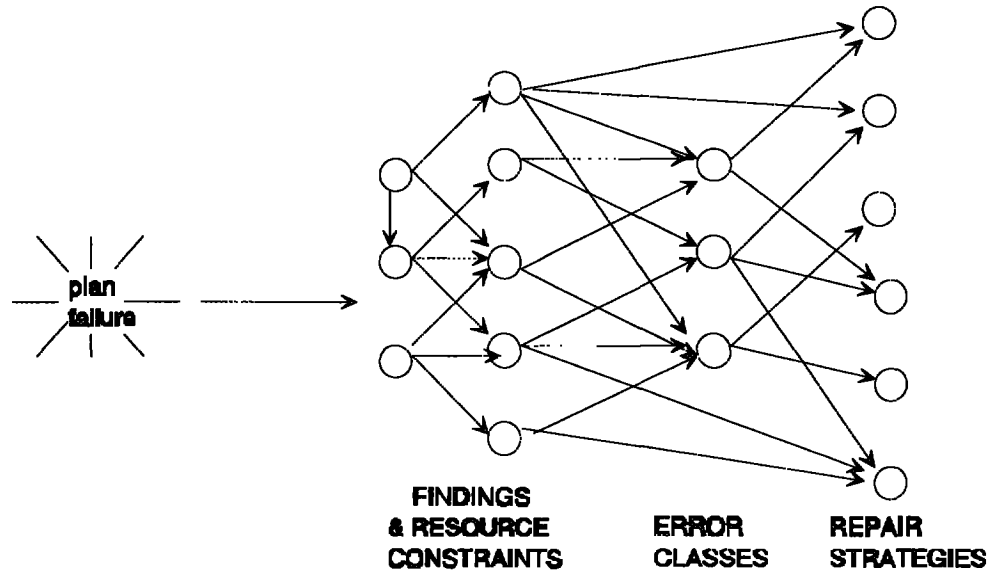 plan
failure
FINDINGS
& RESOURCE
CONSTRAINTS
ERROR
CLASSES
REPAIR
STRATEGIES